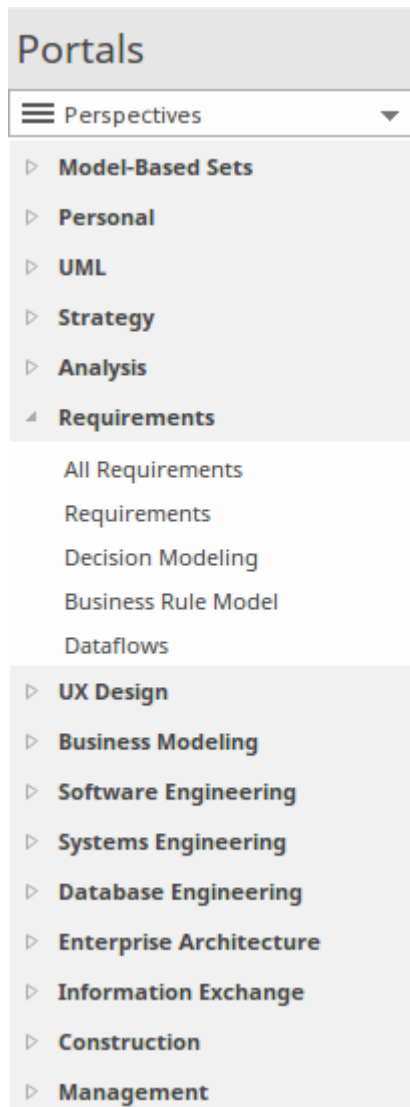 Portals
Perspectives
Model-Based Sets
Personal
UML
Strategy
Analysis
Requirements
All Requirements
Requirements
Decision Modeling
Business Rule Model
Dataflows
UX Design
Business Modeling
Software Engineering
Systems Engineering
Database Engineering
Enterprise Architecture
Information Exchange
Construction
Management